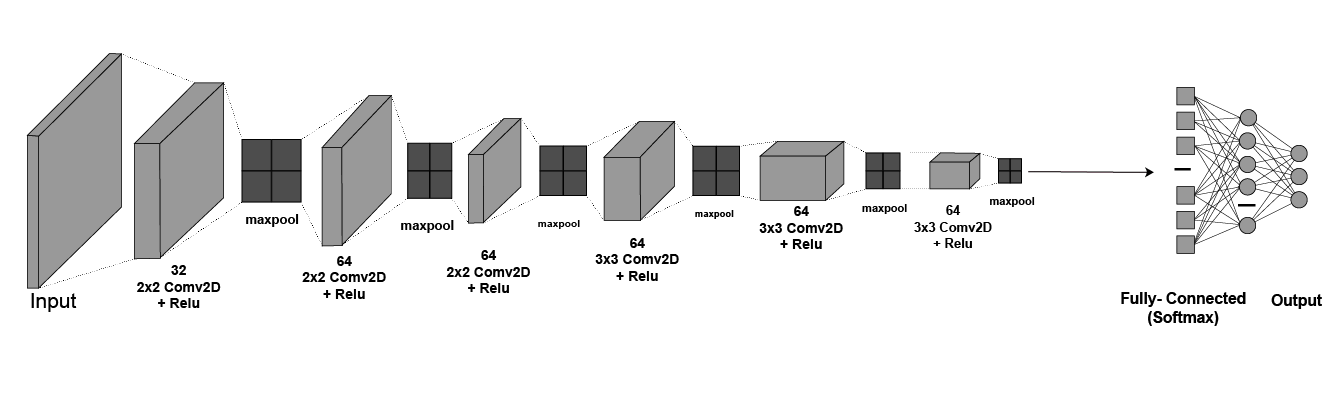 Input
32
2x2 Comv2D
+ Relu
maxpool
64
2x2 Comv2D
+ Relu
maxpool
64
2x2 Comv2D
+ Relu
maxpool
64
3x3 Comv2D
+ Relu
maxpool
64
3x3 Comv2D
+ Relu
maxpool
64
3x3 Comv2D
+ Relu
maxpool
Fully- Connected
(Softmax)
Output